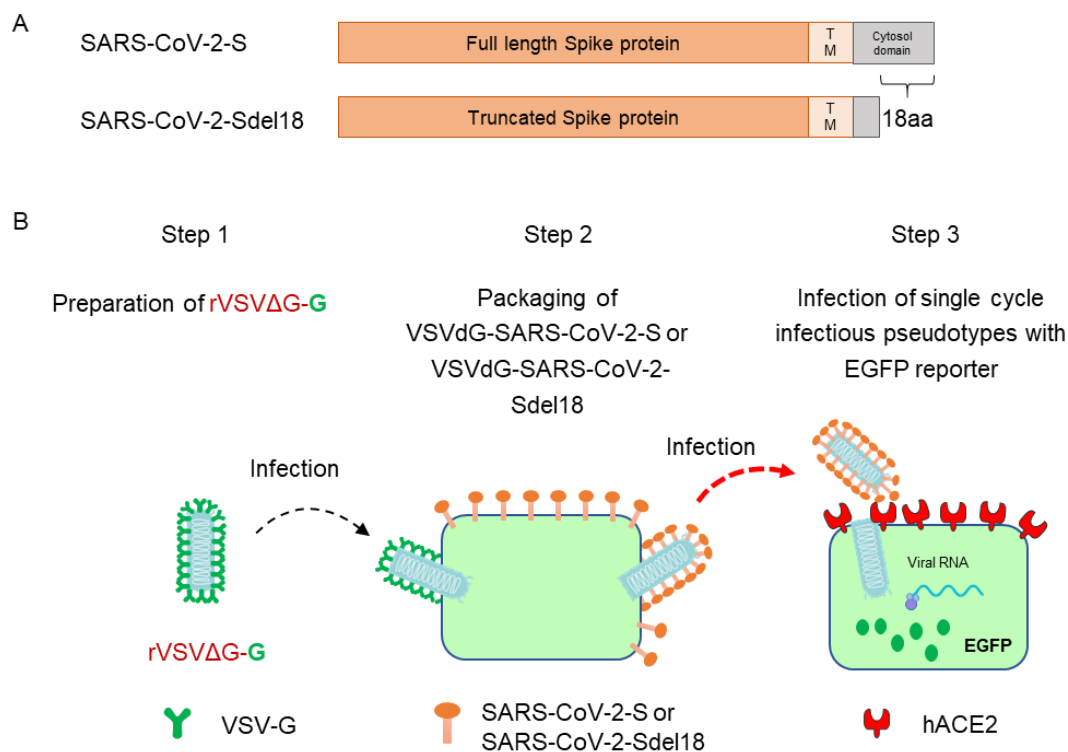 A
SARS-CoV-2-S
Full length Spike protein
T
M
Cytosol
domain
SARS-CoV-2-Sdel18
Truncated Spike protein
T
M
18aa
B
Step 1
Step 2
Step 3
Preparation of rVSVΔG-G
Packaging of
VSVdG-SARS-CoV-2-S or
VSVdG-SARS-CoV-2-
Sdel18
Infection of single cycle
infectious pseudotypes with
EGFP reporter
Infection
Infection
Viral RNA
EGFP
rVSVΔG-G
VSV-G
SARS-CoV-2-S or
SARS-CoV-2-Sdel18
hACE2